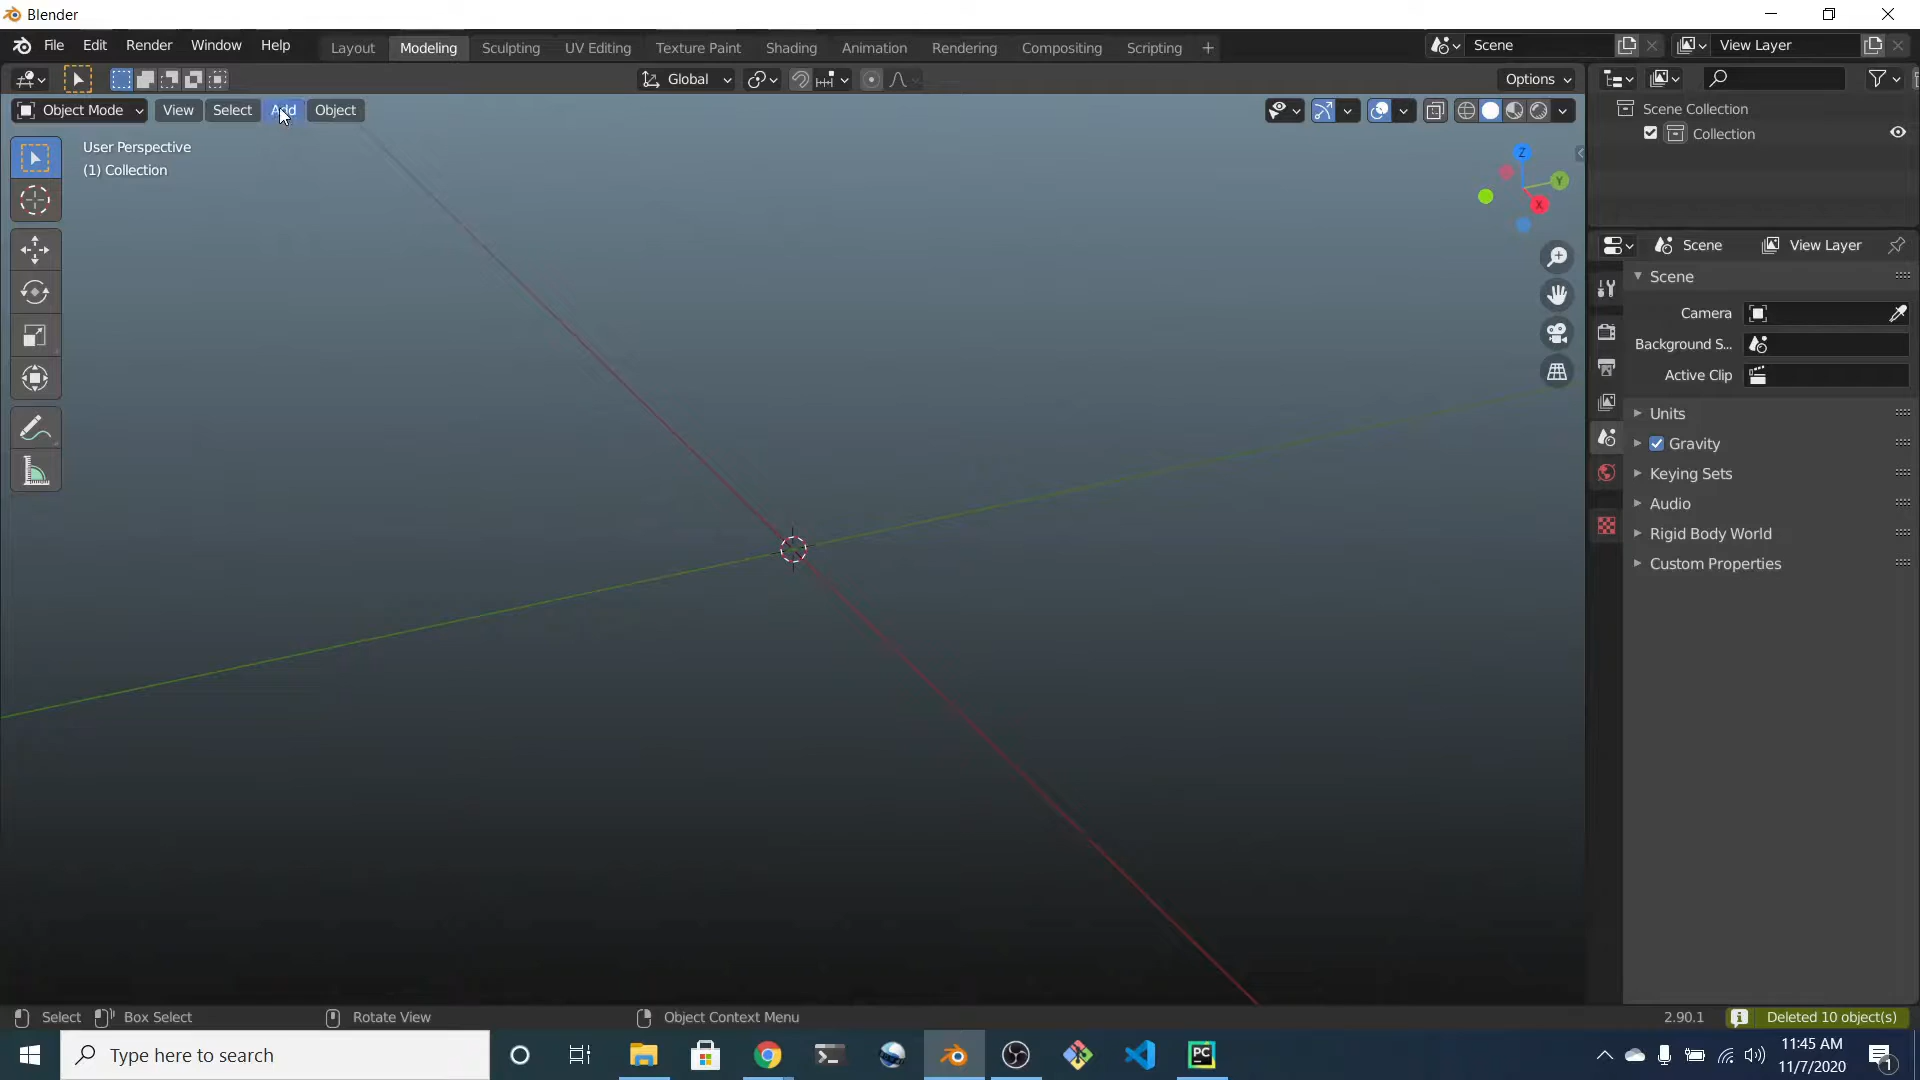 Blender
File Edit Render Window Help Layout Modeling Sculpting UV Editing Texture Paint Shading Animation Rendering Compositing Scripting + Scene View Layer
Global Options
Object Mode View Select Add Object
User Perspective
(1) Collection
Z
Y
X
Scene Collection
Collection
Scene View Layer
Scene
Camera
Background S...
Active Clip
Units
Gravity
Keying Sets
Audio
Rigid Body World
Custom Properties
Select Box Select Rotate View Object Context Menu 2.90.1 Deleted 10 object(s)
Type here to search
PC
11:45 AM
11/7/2020
1